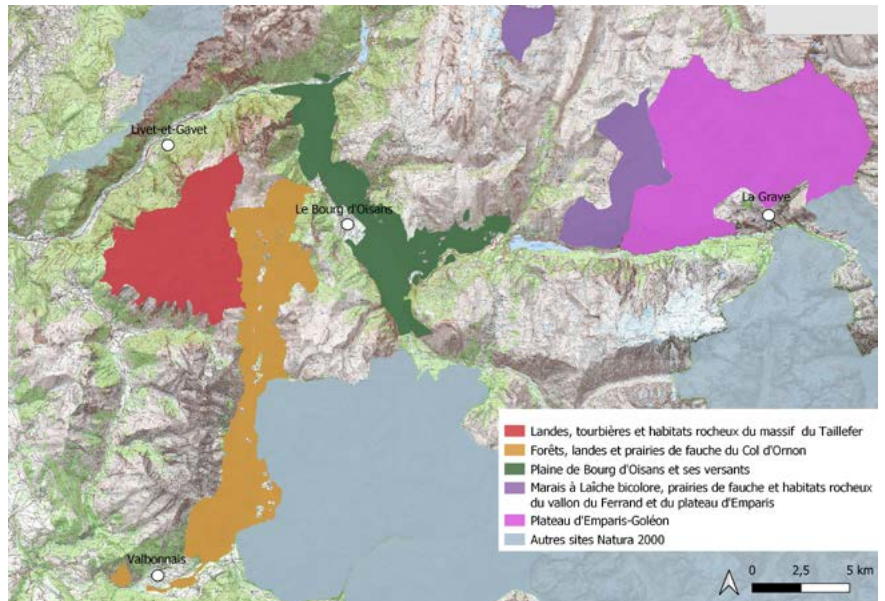 Livet-et-Gavet
Le Bourg d'Oisans
La Grave
Valbonnais
Landes, tourbières et habitats rocheux du massif du Taillefer
Forêts, landes et prairies de fauche du Col d'Ornon
Plaine de Bourg d'Oisans et ses versants
Marais à Laîche bicolore, prairies de fauche et habitats rocheux
du vallon du Ferrand et du plateau d'Emparis
Plateau d'Emparis-Goléon
Autres sites Natura 2000
0 2,5 5 km